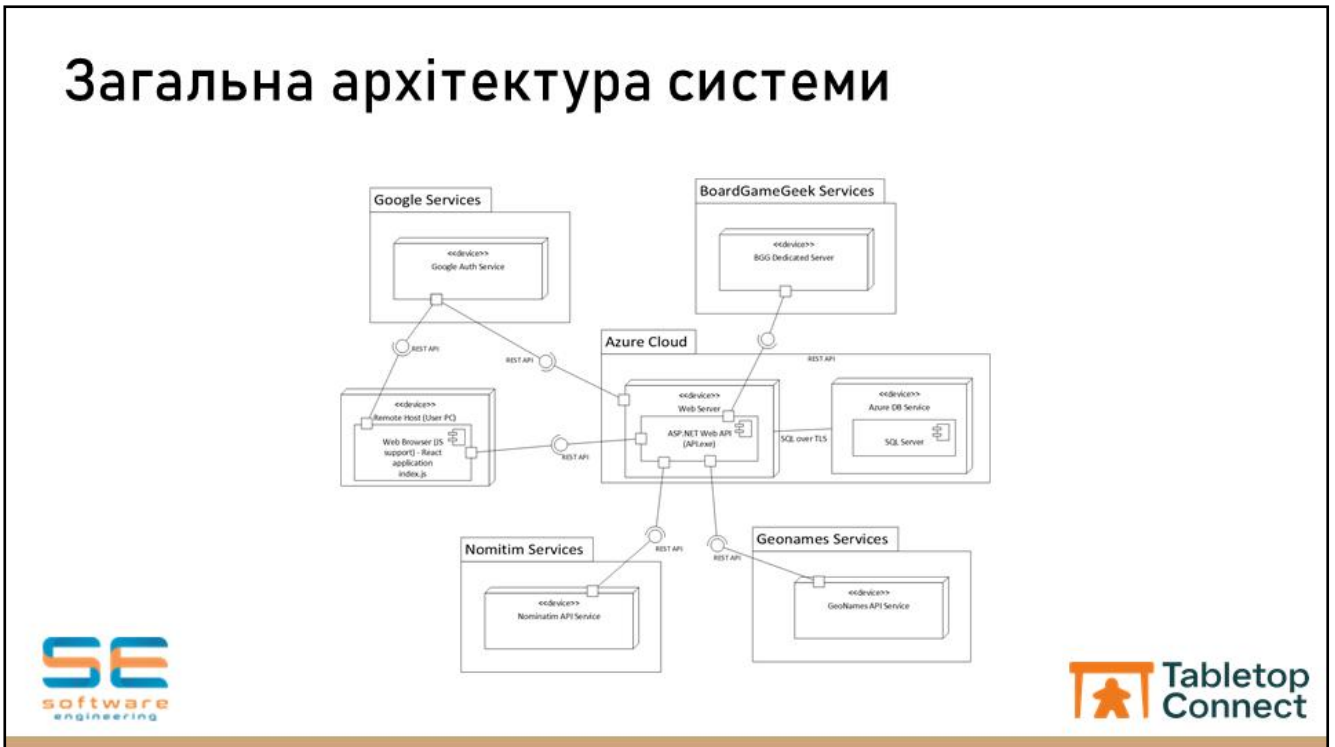 Загальна архітектура системи
Google Services
<<device>>
Google Auth Service
BoardGameGeek Services
<<device>>
BGG Dedicated Server
REST API
REST API
Azure Cloud
REST API
<<device>>
Web Server
ASP.NET Web API
(API.exe)
SQL over TLS
<<device>>
Azure DB Service
SQL Server
<<device>>
Remote Host (User PC)
Web Browser (JS
support) - React
application
index.js
REST API
Nomitim Services
<<device>>
Nominatim API Service
REST API
REST API
Geonames Services
<<device>>
GeoNames API Service
SE
software
engineering
Tabletop
Connect